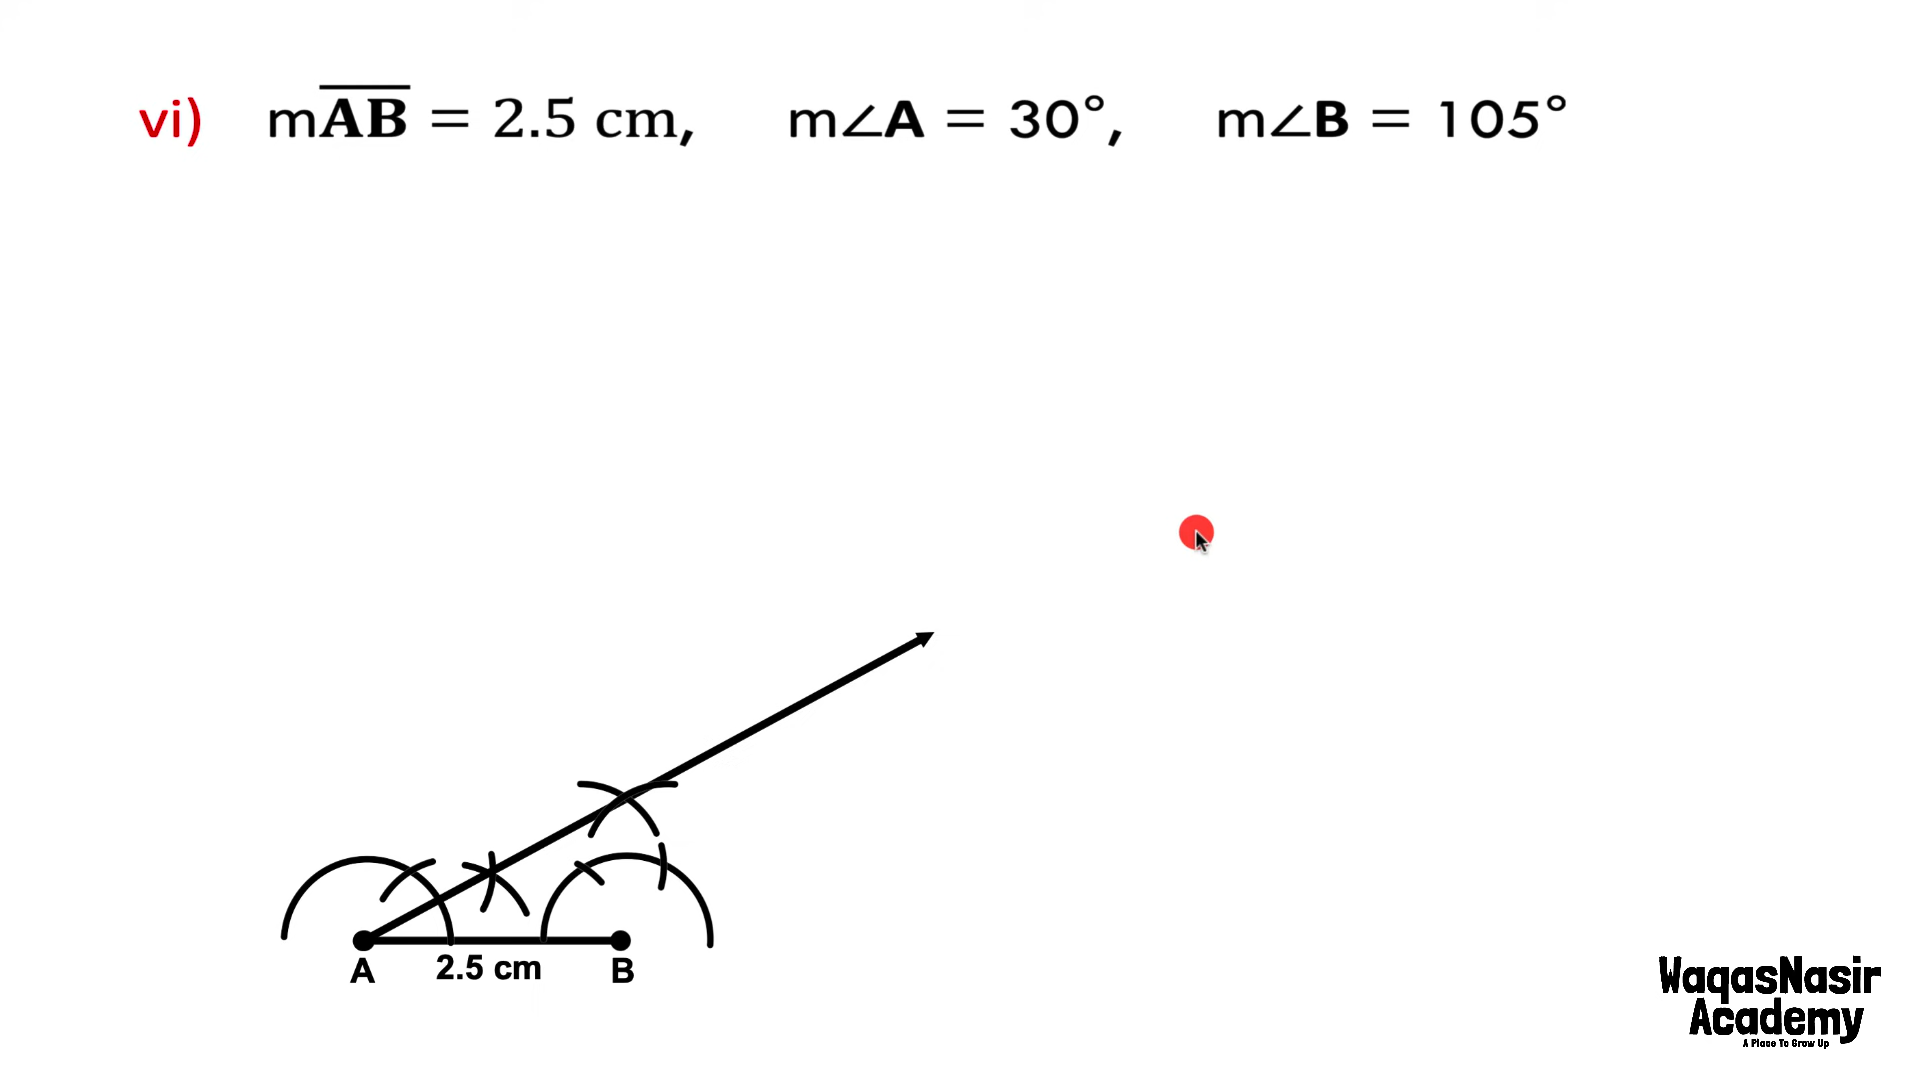 vi) mAB = 2.5 cm, m∠A = 30°, m∠B = 105°
A 2.5 cm B
WaqasNasir
Academy
A Place To Grow Up